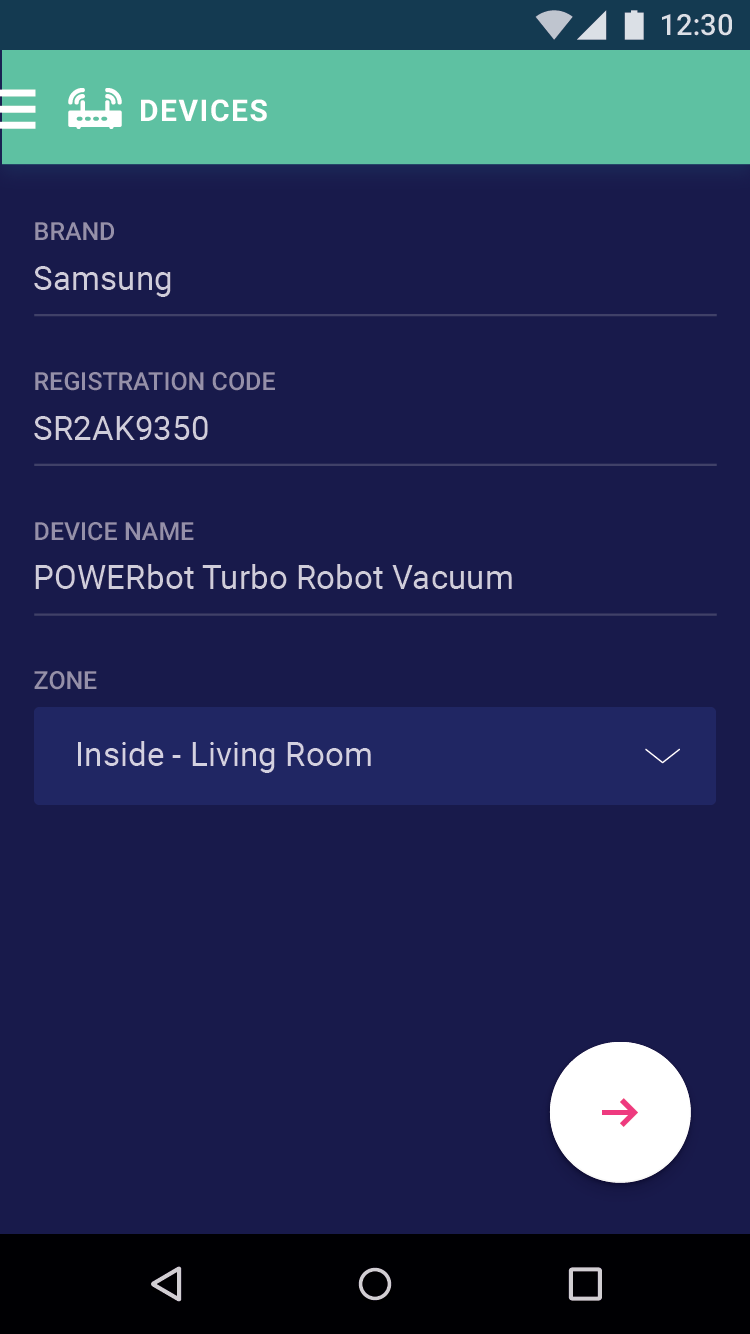 12:30
DEVICES
BRAND
Samsung
REGISTRATION CODE
SR2AK9350
DEVICE NAME
POWERbot Turbo Robot Vacuum
ZONE
Inside - Living Room